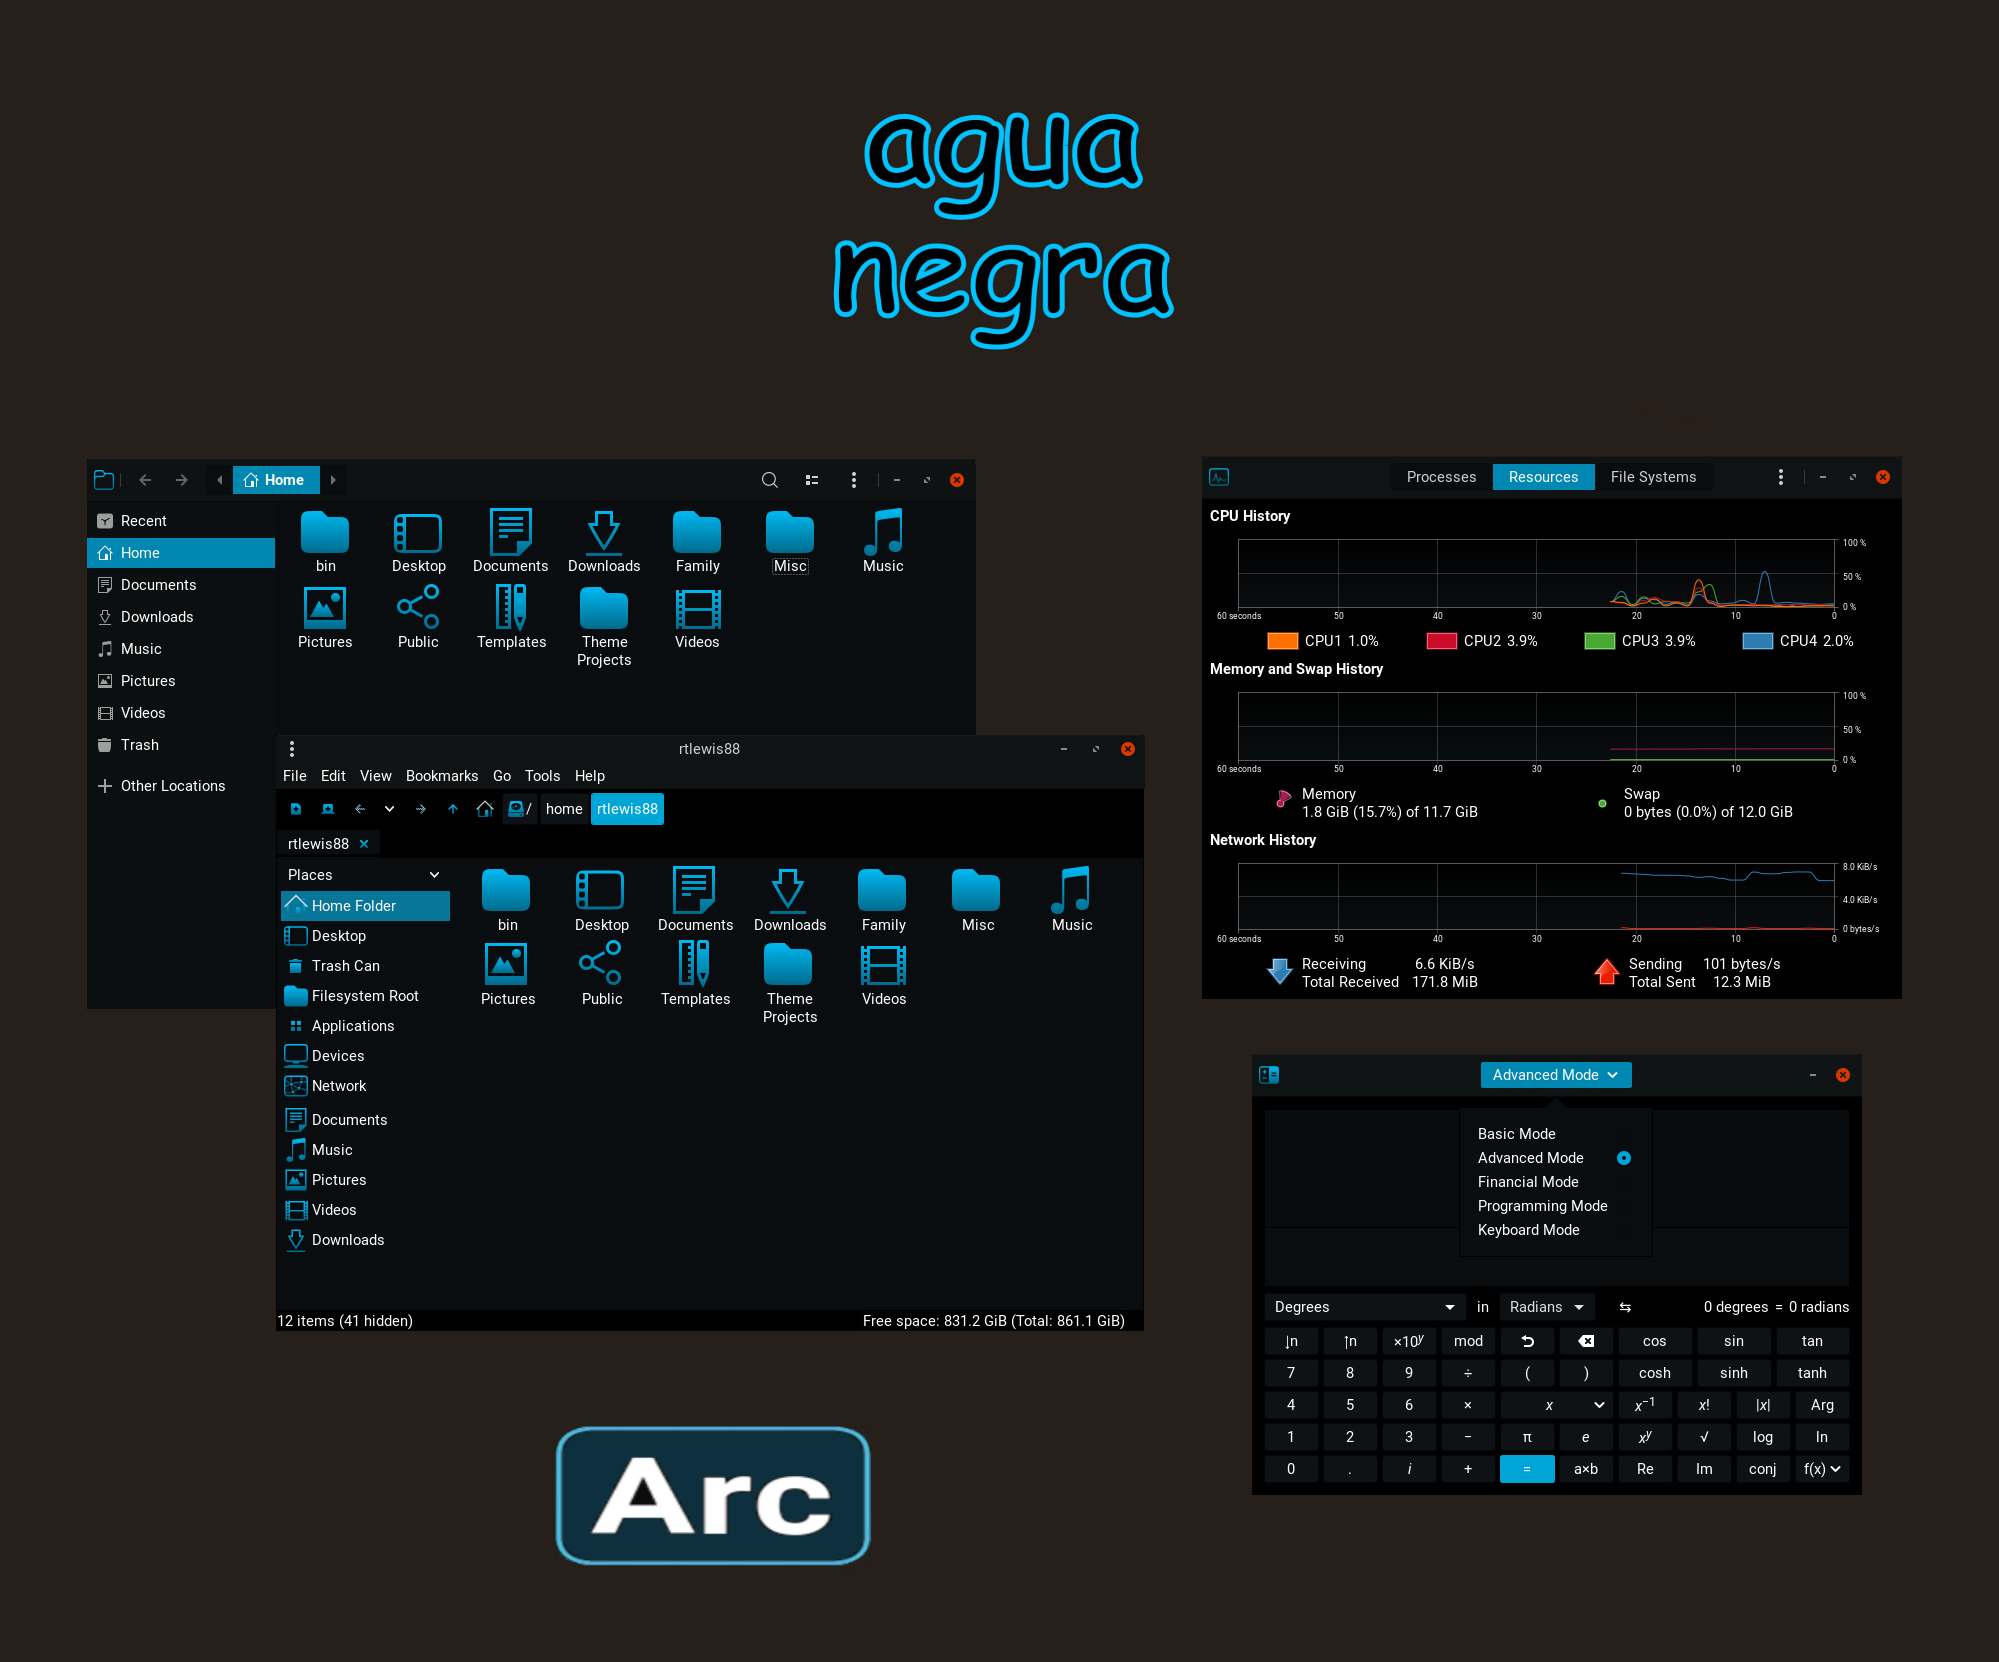 agua
negra
Home
Recent
Home
Documents
Downloads
Music
Pictures
Videos
Trash
Other Locations
bin Desktop Documents Downloads Family Misc Music
Pictures Public Templates Theme Projects Videos
rtlewis88
File Edit View Bookmarks Go Tools Help
/ home rtlewis88
rtlewis88
Places
Home Folder
Desktop
Trash Can
Filesystem Root
Applications
Devices
Network
Documents
Music
Pictures
Videos
Downloads
bin Desktop Documents Downloads Family Misc Music
Pictures Public Templates Theme Projects Videos
12 items (41 hidden) Free space: 831.2 GiB (Total: 861.1 GiB)
Processes Resources File Systems
CPU History
100 %
50 %
0 %
60 seconds 50 40 30 20 10 0
CPU1 1.0% CPU2 3.9% CPU3 3.9% CPU4 2.0%
Memory and Swap History
100 %
50 %
0 %
60 seconds 50 40 30 20 10 0
Memory Swap
1.8 GiB (15.7%) of 11.7 GiB 0 bytes (0.0%) of 12.0 GiB
Network History
8.0 KiB/s
4.0 KiB/s
0 bytes/s
60 seconds 50 40 30 20 10 0
Receiving 6.6 KiB/s Sending 101 bytes/s
Total Received 171.8 MiB Total Sent 12.3 MiB
Advanced Mode
Basic Mode
Advanced Mode
Financial Mode
Programming Mode
Keyboard Mode
Degrees in Radians ⇆ 0 degrees = 0 radians
↓n ↑n ×10^y mod cos sin tan
7 8 9 ÷ ( ) cosh sinh tanh
4 5 6 × x x⁻¹ x! |x| Arg
1 2 3 − π e x^y √ log ln
0 . i + = a×b Re Im conj f(x)
Arc